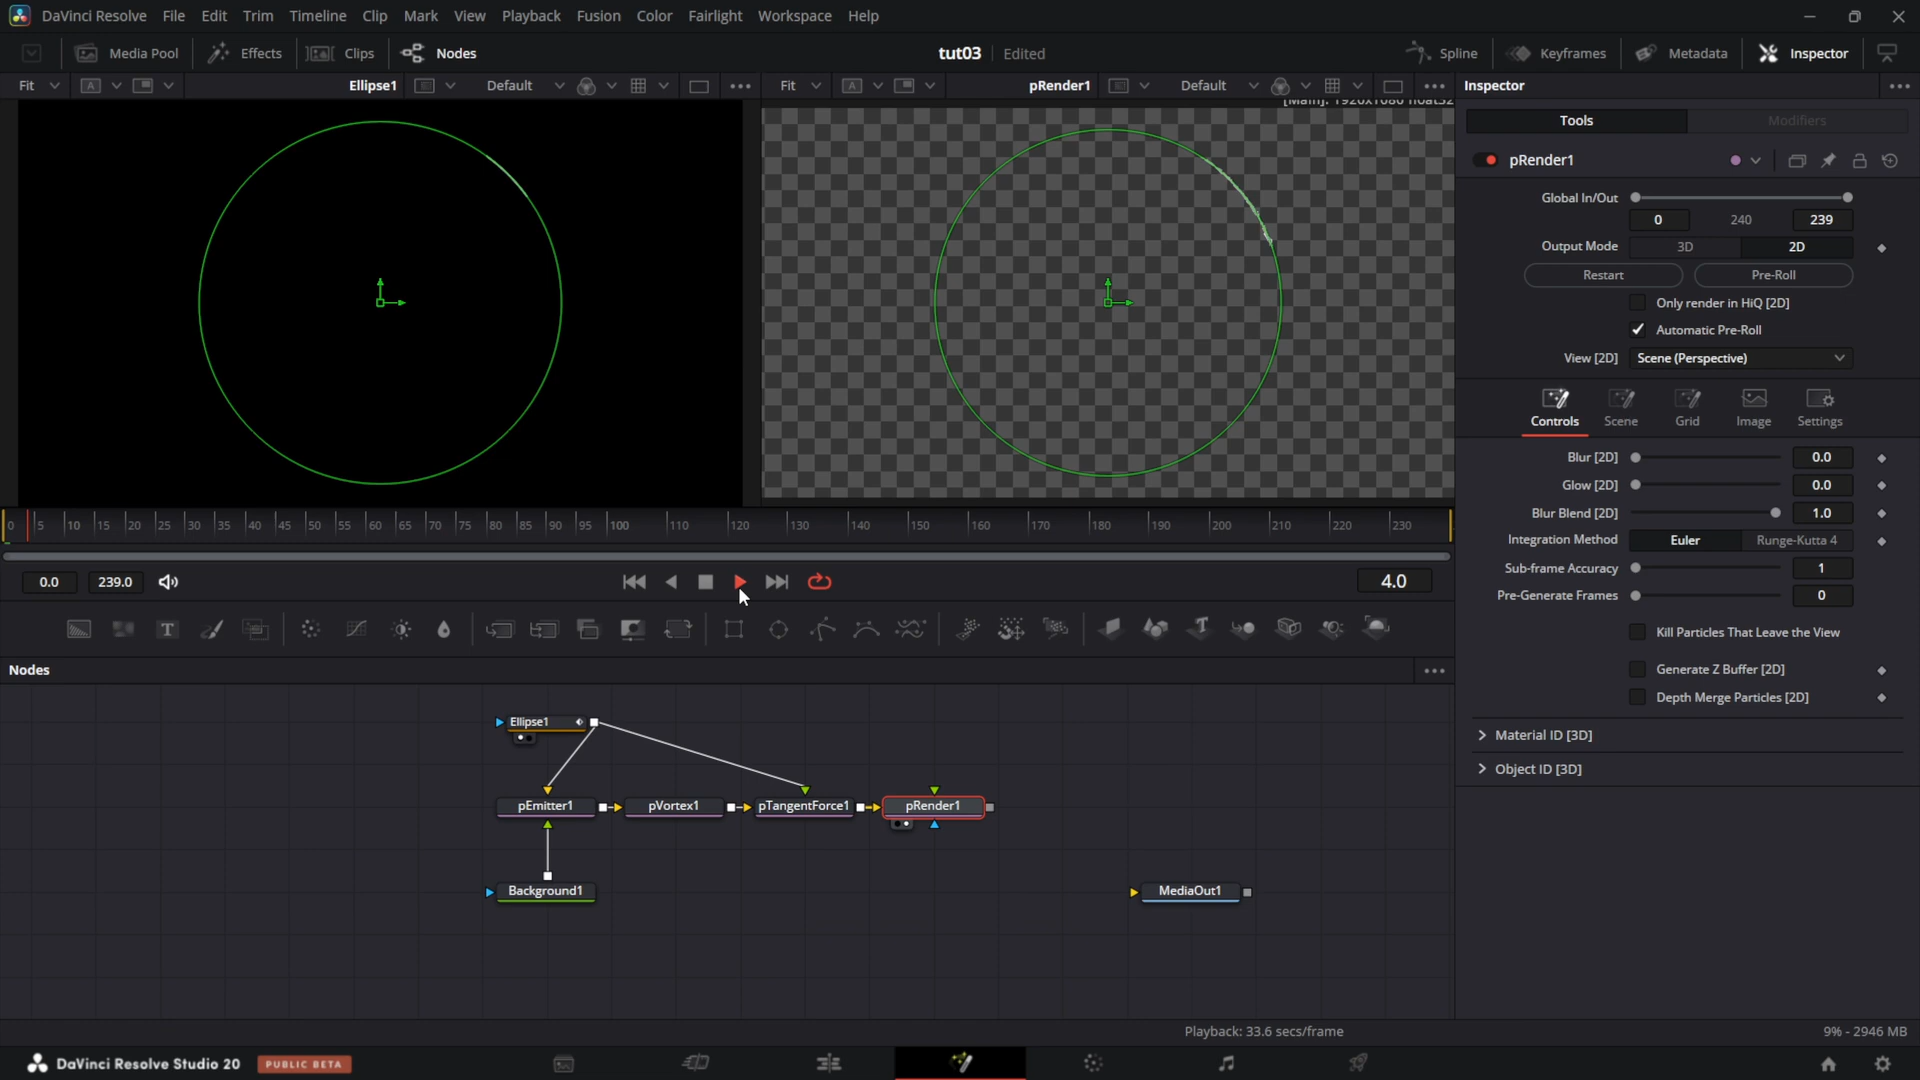 DaVinci Resolve File Edit Trim Timeline Clip Mark View Playback Fusion Color Fairlight Workspace Help
Media Pool Effects Clips Nodes tut03 Edited Spline Keyframes Metadata Inspector
Fit A Ellipse1 Default Fit A pRender1 Default Inspector
[Main]: 1920x1080 float32
Tools Modifiers
pRender1
Global In/Out
0 240 239
Output Mode 3D 2D
Restart Pre-Roll
Only render in HiQ [2D]
Automatic Pre-Roll
View [2D] Scene (Perspective)
Controls Scene Grid Image Settings
Blur [2D] 0.0
Glow [2D] 0.0
Blur Blend [2D] 1.0
Integration Method Euler Runge-Kutta 4
Sub-frame Accuracy 1
Pre-Generate Frames 0
Kill Particles That Leave the View
Generate Z Buffer [2D]
Depth Merge Particles [2D]
Material ID [3D]
Object ID [3D]
0 5 10 15 20 25 30 35 40 45 50 55 60 65 70 75 80 85 90 95 100 110 120 130 140 150 160 170 180 190 200 210 220 230
0.0 239.0 4.0
T T
Nodes
Ellipse1
pEmitter1 pVortex1 pTangentForce1 pRender1
Background1 MediaOut1
Playback: 33.6 secs/frame 9% - 2946 MB
DaVinci Resolve Studio 20 PUBLIC BETA